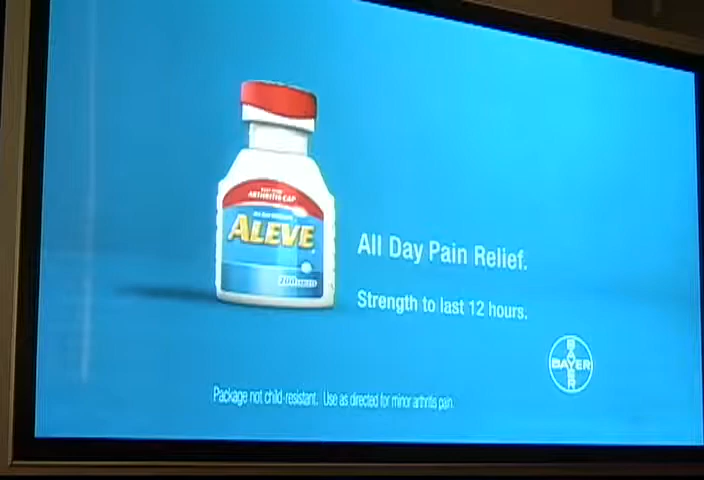 ARTHRITIS CAP
ALEVE
All Day Pain Relief.
Strength to last 12 hours.
BAYER
BAYER
Package not child-resistant. Use as directed for minor arthritis pain.